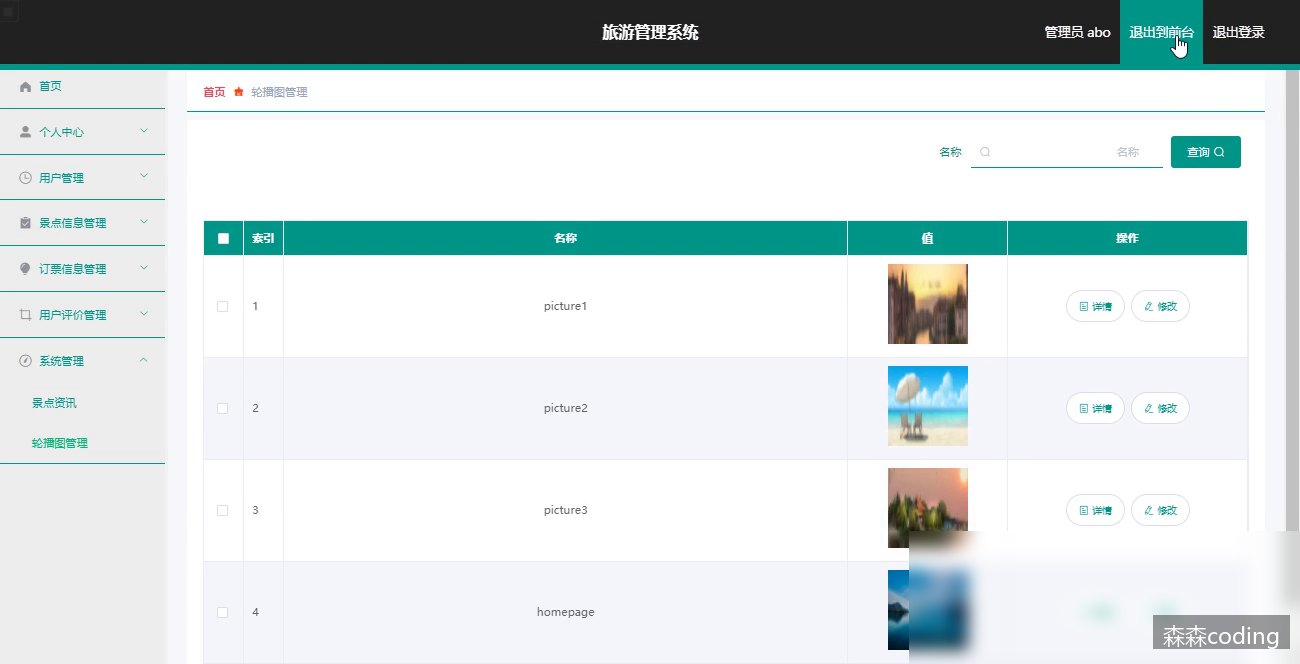 旅游管理系统
管理员 abo
退出到前台
退出登录
首页
个人中心
用户管理
景点信息管理
订票信息管理
用户评价管理
系统管理
景点资讯
轮播图管理
首页 轮播图管理
名称 名称 查询
索引 名称 值 操作
1 picture1 详情 修改
2 picture2 详情 修改
3 picture3 详情 修改
4 homepage
森森coding